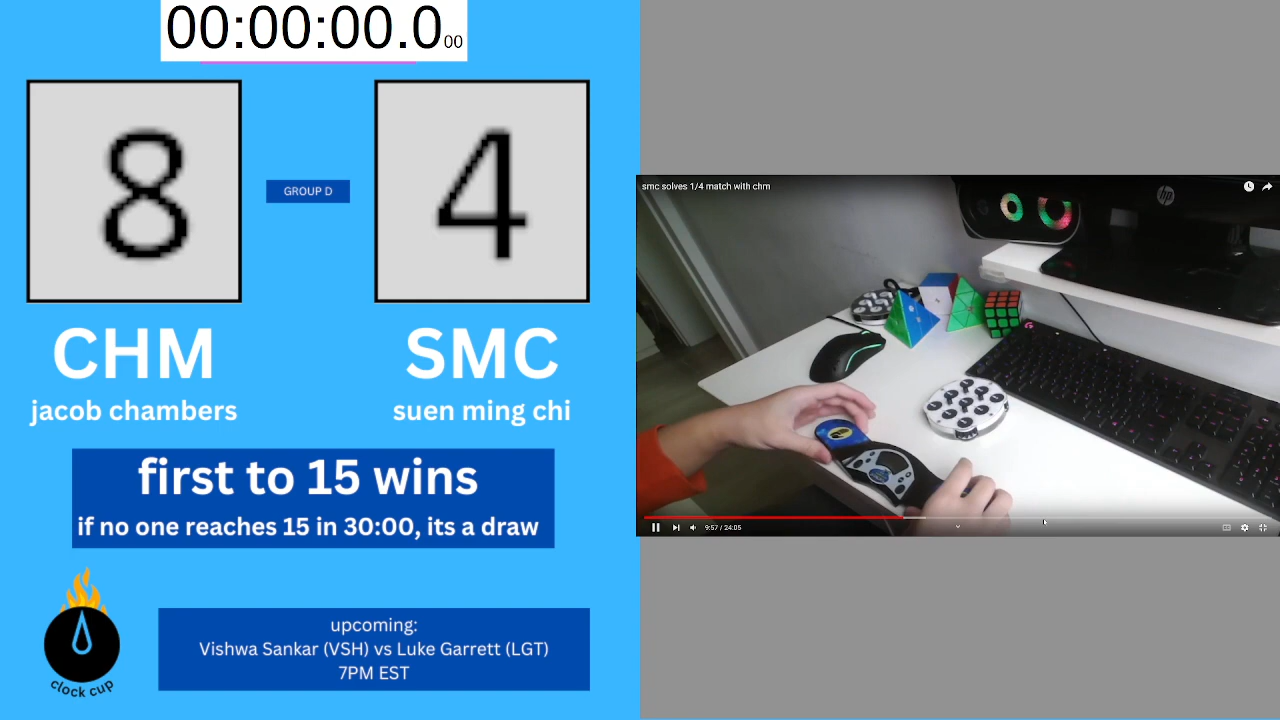 00:00:00.000
8
4
GROUP D
CHM
SMC
jacob chambers
suen ming chi
first to 15 wins
if no one reaches 15 in 30:00, its a draw
clock cup
upcoming:
Vishwa Sankar (VSH) vs Luke Garrett (LGT)
7PM EST
smc solves 1/4 match with chm
hp
9:57 / 24:05